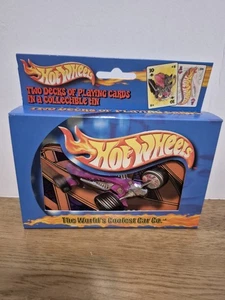 Hot Wheels
TWO DECKS OF PLAYING CARDS
IN A COLLECTIBLE TIN
TWO DECKS OF PLAYING CARDS
Hot Wheels
The World's Coolest Car Co.™